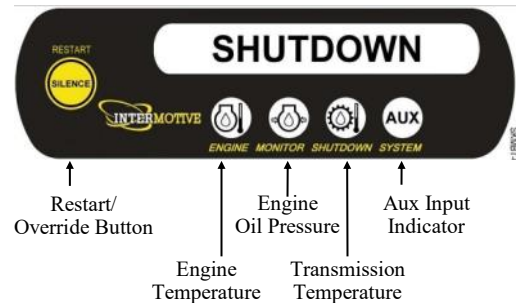 RESTART
SHUTDOWN
SILENCE
INTERMOTIVE
AUX
ENGINE MONITOR SHUTDOWN SYSTEM
Restart/
Override Button
Engine
Oil Pressure
Aux Input
Indicator
Engine
Temperature
Transmission
Temperature